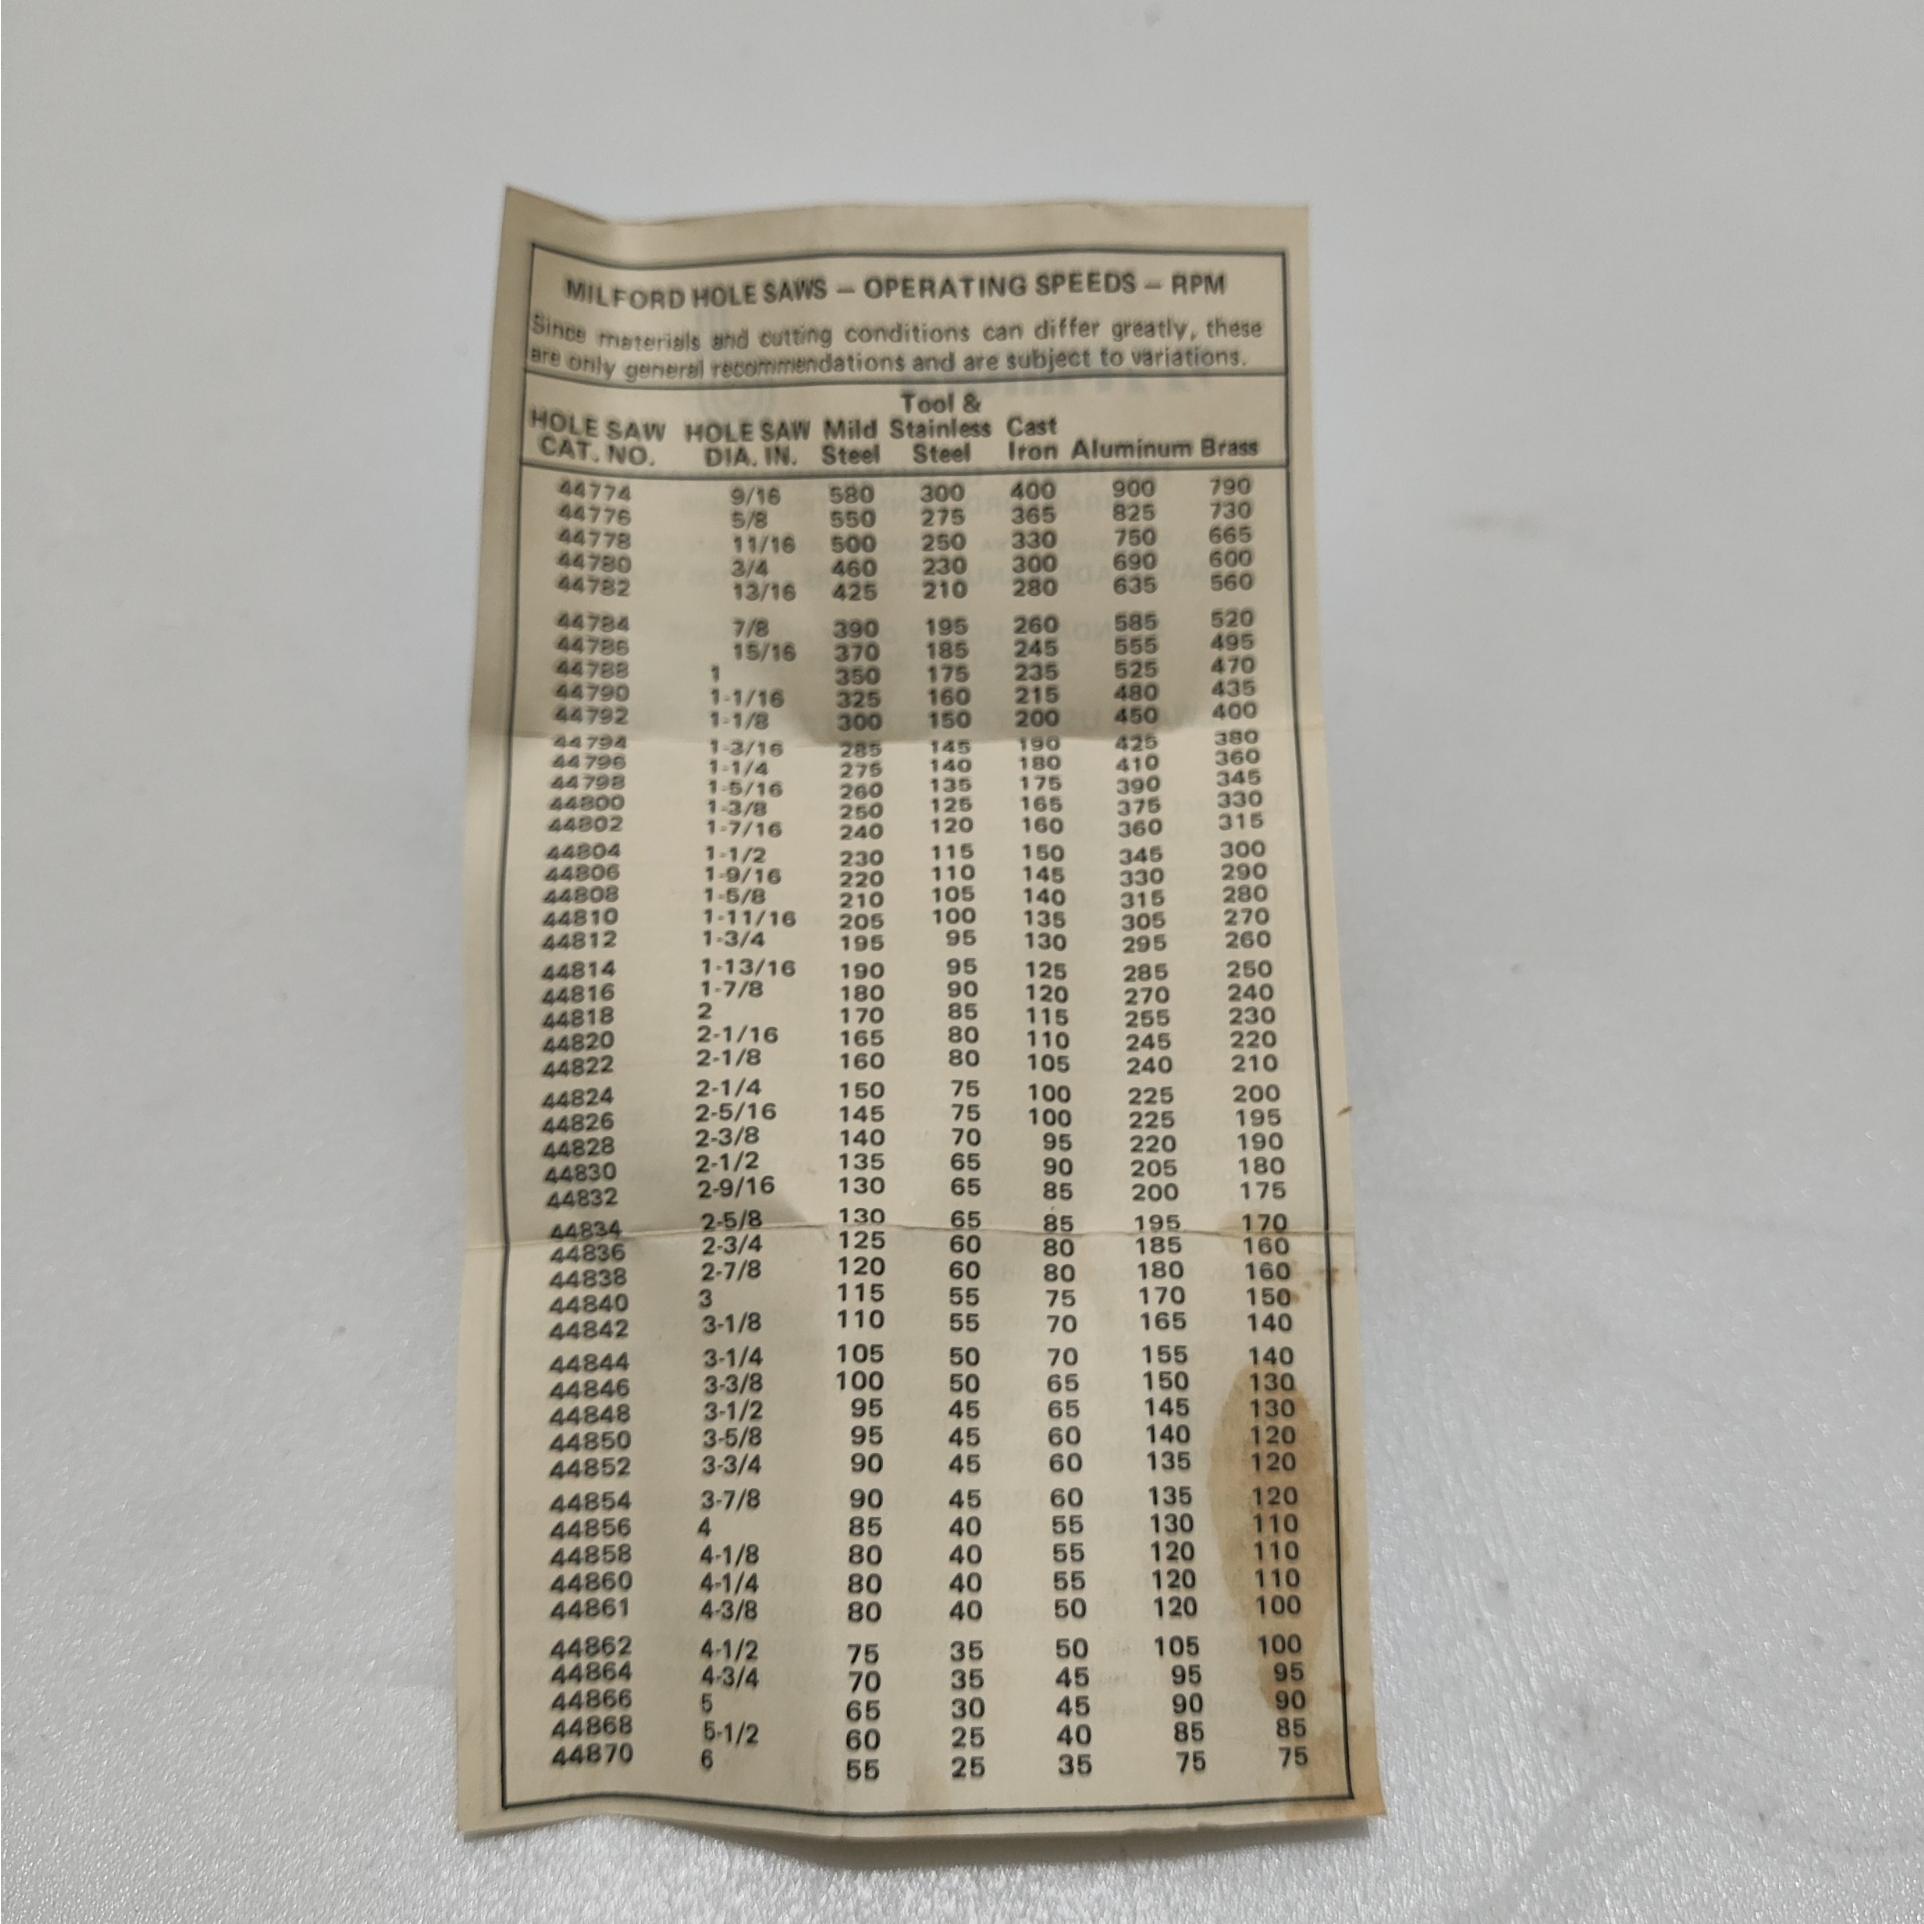 MILFORD HOLE SAWS – OPERATING SPEEDS – RPM
Since materials and cutting conditions can differ greatly, these
are only general recommendations and are subject to variations.
HOLE SAW CAT. NO. HOLE SAW DIA. IN. Mild Steel Tool & Stainless Steel Cast Iron Aluminum Brass
44774 9/16 580 300 400 900 790
44776 5/8 550 275 365 825 730
44778 11/16 500 250 330 750 665
44780 3/4 460 230 300 690 600
44782 13/16 425 210 280 635 560
44784 7/8 390 195 260 585 520
44786 15/16 370 185 245 555 495
44788 1 350 175 235 525 470
44790 1-1/16 325 160 215 480 435
44792 1-1/8 300 150 200 450 400
44794 1-3/16 285 145 190 425 380
44796 1-1/4 275 140 180 410 360
44798 1-5/16 260 135 175 390 345
44800 1-3/8 250 125 165 375 330
44802 1-7/16 240 120 160 360 315
44804 1-1/2 230 115 150 345 300
44806 1-9/16 220 110 145 330 290
44808 1-5/8 210 105 140 315 280
44810 1-11/16 205 100 135 305 270
44812 1-3/4 195 95 130 295 260
44814 1-13/16 190 95 125 285 250
44816 1-7/8 180 90 120 270 240
44818 2 170 85 115 255 230
44820 2-1/16 165 80 110 245 220
44822 2-1/8 160 80 105 240 210
44824 2-1/4 150 75 100 225 200
44826 2-5/16 145 75 100 225 195
44828 2-3/8 140 70 95 220 190
44830 2-1/2 135 65 90 205 180
44832 2-9/16 130 65 85 200 175
44834 2-5/8 130 65 85 195 170
44836 2-3/4 125 60 80 185 160
44838 2-7/8 120 60 80 180 160
44840 3 115 55 75 170 150
44842 3-1/8 110 55 70 165 140
44844 3-1/4 105 50 70 155 140
44846 3-3/8 100 50 65 150 130
44848 3-1/2 95 45 65 145 130
44850 3-5/8 95 45 60 140 120
44852 3-3/4 90 45 60 135 120
44854 3-7/8 90 45 60 135 120
44856 4 85 40 55 130 110
44858 4-1/8 80 40 55 120 110
44860 4-1/4 80 40 55 120 110
44861 4-3/8 80 40 50 120 100
44862 4-1/2 75 35 50 105 100
44864 4-3/4 70 35 45 95 95
44866 5 65 30 45 90 90
44868 5-1/2 60 25 40 85 85
44870 6 55 25 35 75 75